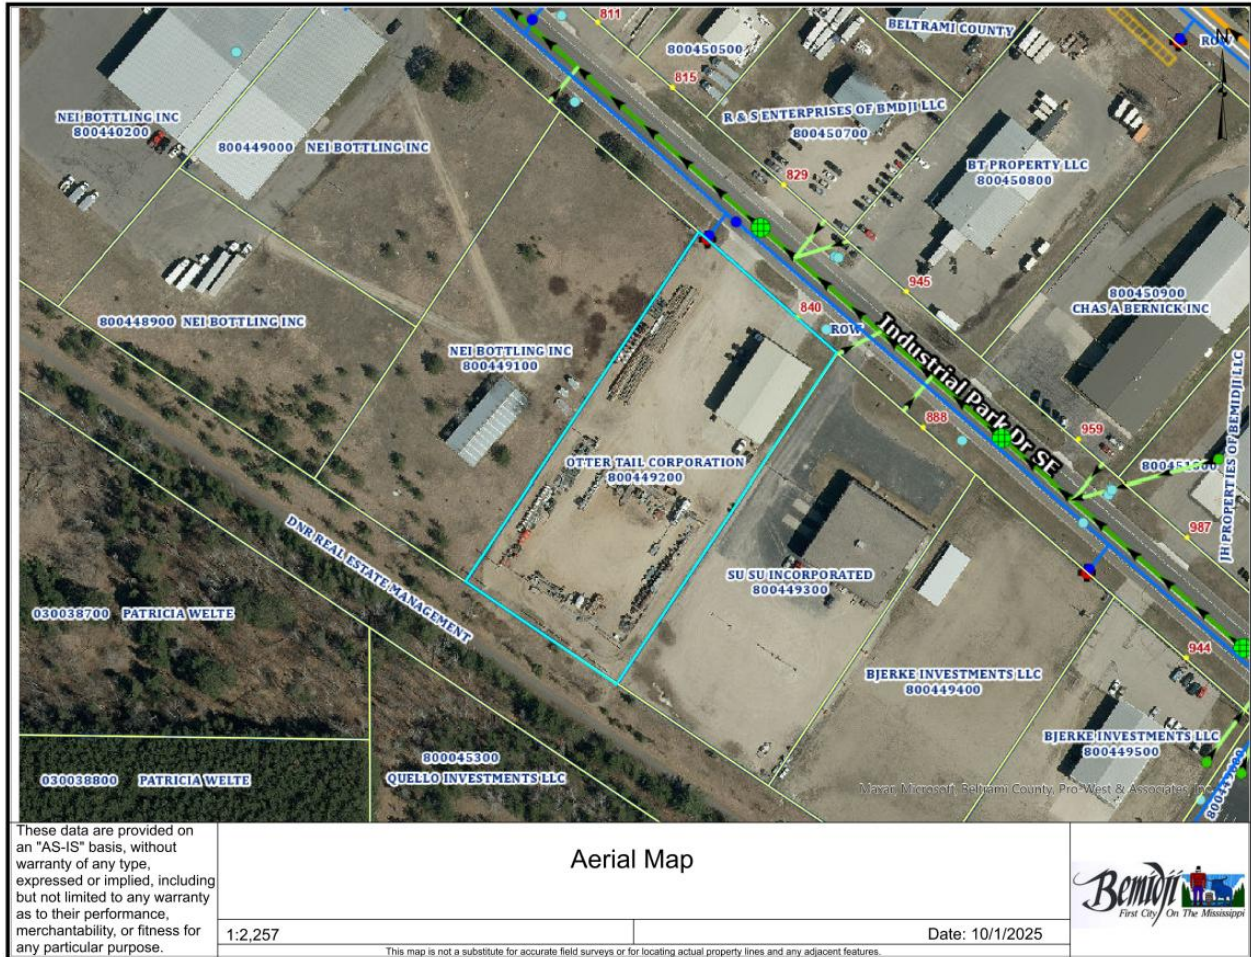 811
BELTRAMI COUNTY
ROW
N
800450500
815
NEI BOTTLING INC
800440200
R & S ENTERPRISES OF BMDJI LLC
800450700
800449000 NEI BOTTLING INC
829
BT PROPERTY LLC
800450800
945
800450900
CHAS A BERNICK INC
840
ROW
800448900 NEI BOTTLING INC
Industrial Park Dr SE
NEI BOTTLING INC
800449100
888
959
JH PROPERTIES OF BEMIDJI LLC
OTTER TAIL CORPORATION
800449200
987
DNR REAL ESTATE MANAGEMENT
SU SU INCORPORATED
800449300
030038700 PATRICIA WELTE
944
BJERKE INVESTMENTS LLC
800449400
BJERKE INVESTMENTS LLC
800449500
800045300
QUELLO INVESTMENTS LLC
030038800 PATRICIA WELTE
Maxar, Microsoft, Beltrami County, Pro-West & Associates, Inc
These data are provided on
an "AS-IS" basis, without
warranty of any type,
expressed or implied, including
but not limited to any warranty
as to their performance,
merchantability, or fitness for
any particular purpose.
Aerial Map
1:2,257
Date: 10/1/2025
This map is not a substitute for accurate field surveys or for locating actual property lines and any adjacent features.
Bemidji
First City On The Mississippi